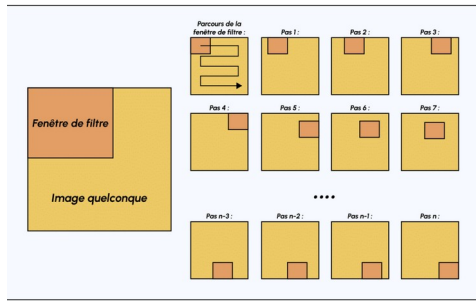 Parcours de la
fenêtre de filtre :
Pas 1 :
Pas 2 :
Pas 3 :
Fenêtre de filtre
Image quelconque
Pas 4 :
Pas 5 :
Pas 6 :
Pas 7 :
....
Pas n-3 :
Pas n-2 :
Pas n-1 :
Pas n :